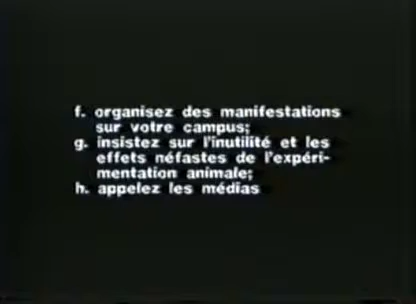 f. organisez des manifestations
sur votre campus;
g. insistez sur l'inutilité et les
effets néfastes de l'expéri-
mentation animale;
h. appelez les médias